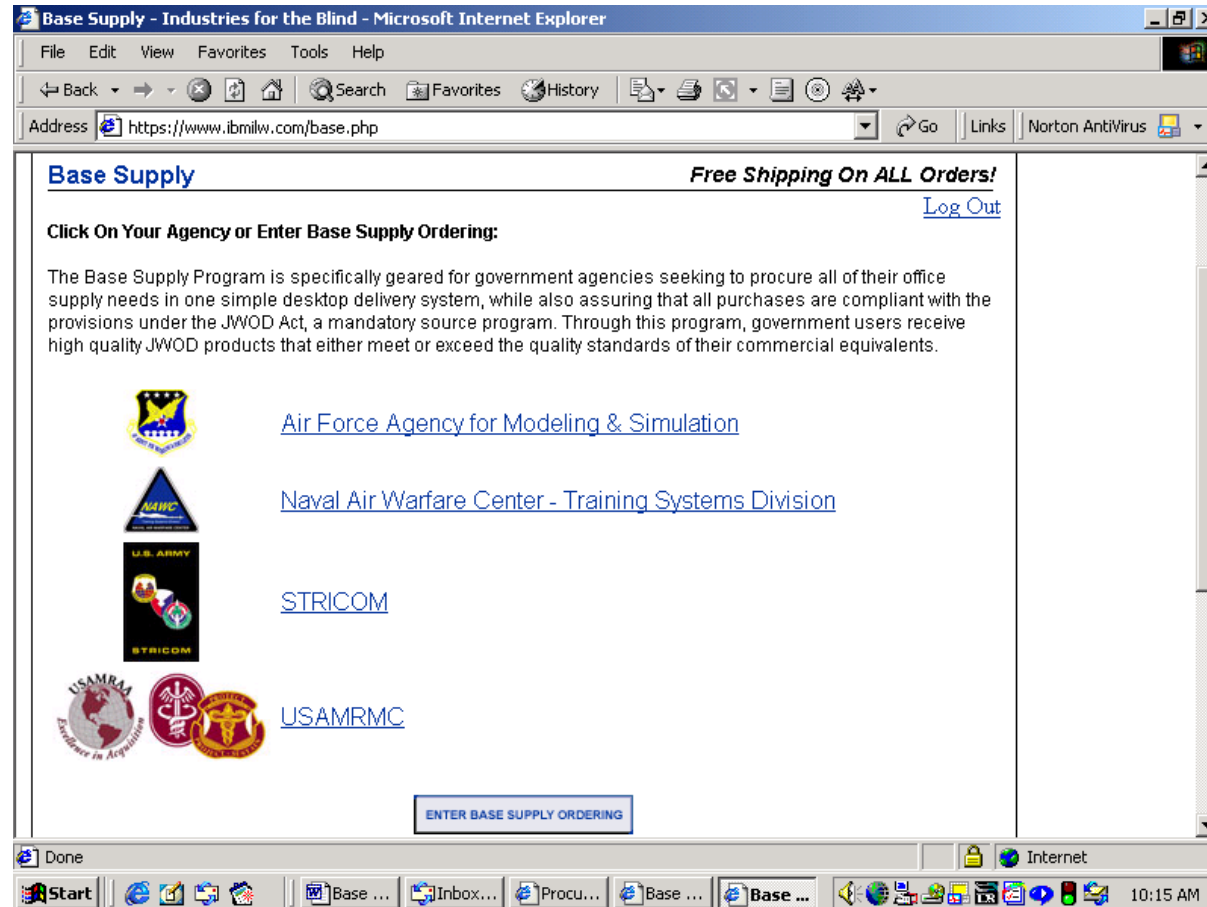 Base Supply - Industries for the Blind - Microsoft Internet Explorer
File Edit View Favorites Tools Help
Back Search Favorites History
Address https://www.ibmilw.com/base.php Go Links Norton AntiVirus
Base Supply Free Shipping On ALL Orders!
Log Out
Click On Your Agency or Enter Base Supply Ordering:
The Base Supply Program is specifically geared for government agencies seeking to procure all of their office
supply needs in one simple desktop delivery system, while also assuring that all purchases are compliant with the
provisions under the JWOD Act, a mandatory source program. Through this program, government users receive
high quality JWOD products that either meet or exceed the quality standards of their commercial equivalents.
Air Force Agency for Modeling & Simulation
NAWC
Naval Air Warfare Center - Training Systems Division
U.S. ARMY
STRICOM
STRICOM
USAMRAA
Excellence in Acquisition
USAMRMC
ENTER BASE SUPPLY ORDERING
Done Internet
Start Base ... Inbox... Procu... Base ... Base ... 10:15 AM